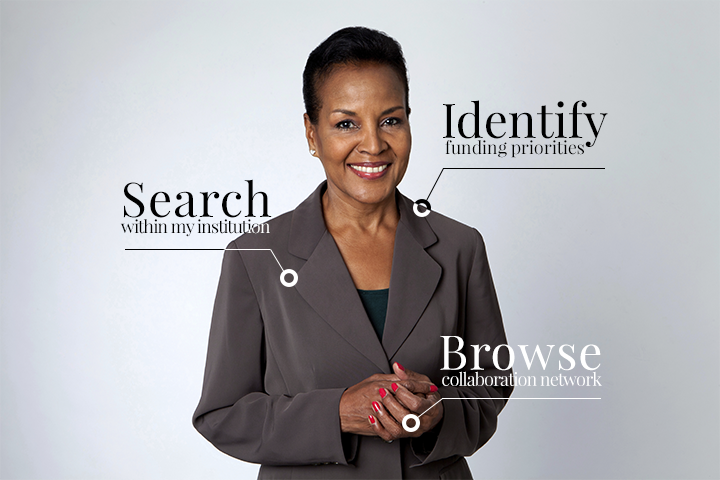 Identify
funding priorities
Search
within my institution
Browse
collaboration network